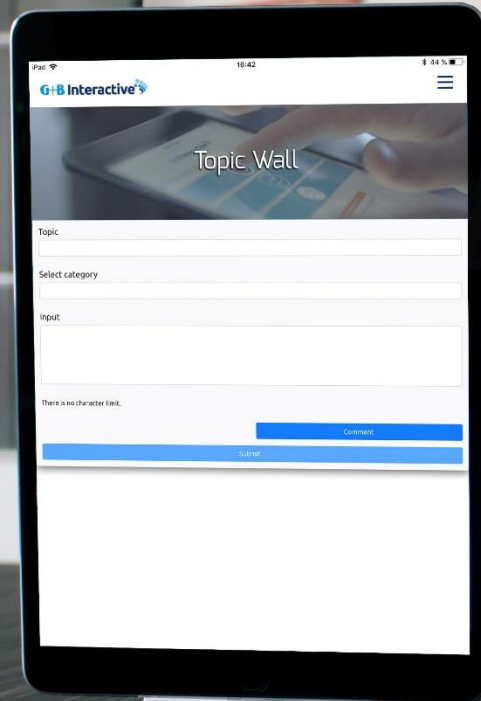 iPad
16:42
44 %
G+B Interactive
Topic Wall
Topic
Select category
Input
There is no character limit.
Comment
Submit